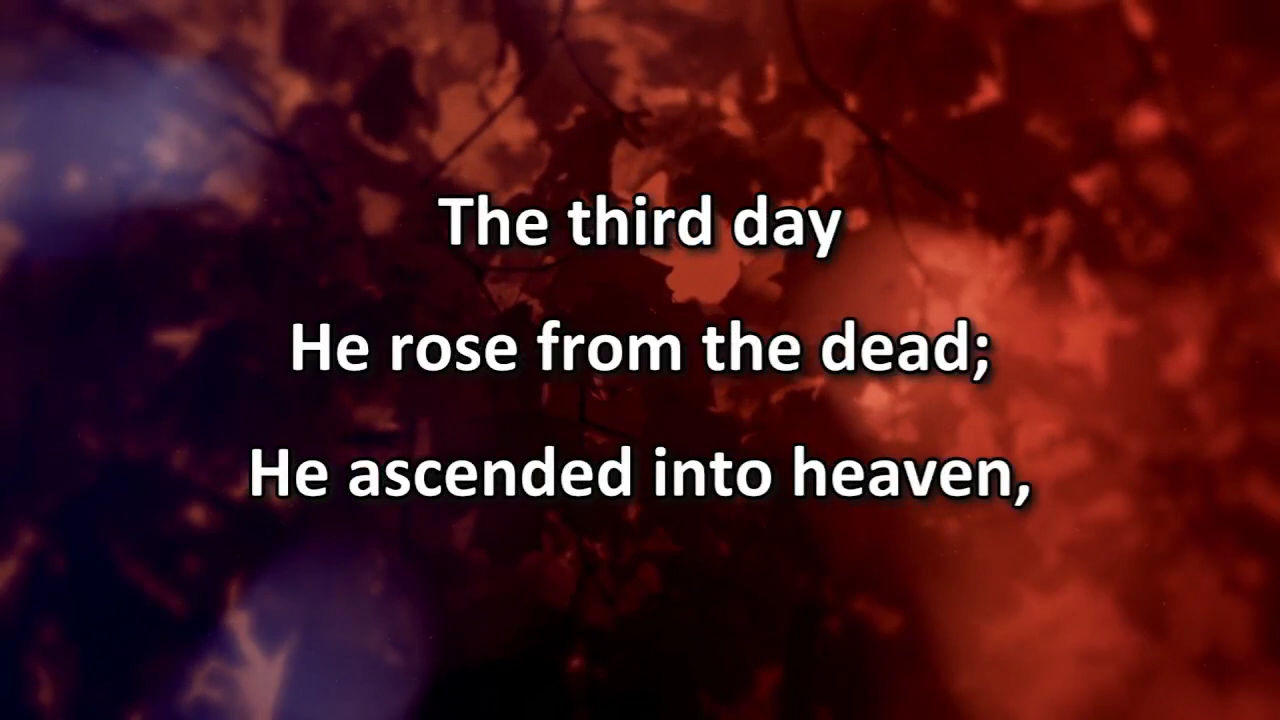 The third day
He rose from the dead;
He ascended into heaven,